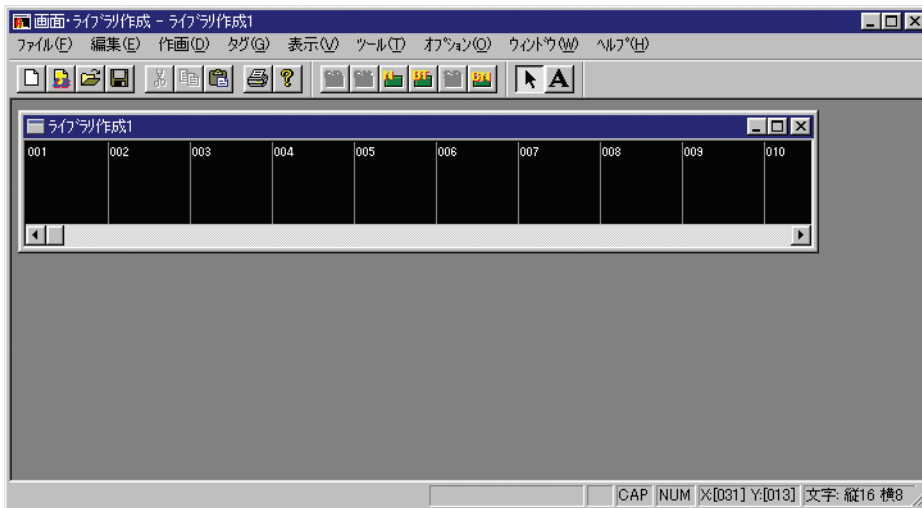 画面・ライブラリ作成 - ライブラリ作成1
ファイル(F) 編集(E) 作画(D) タグ(G) 表示(V) ツール(T) オプション(O) ウィンドウ(W) ヘルプ(H)
A
ライブラリ作成1
001 002 003 004 005 006 007 008 009 010
CAP NUM X:[031] Y:[013] 文字: 縦16 横8